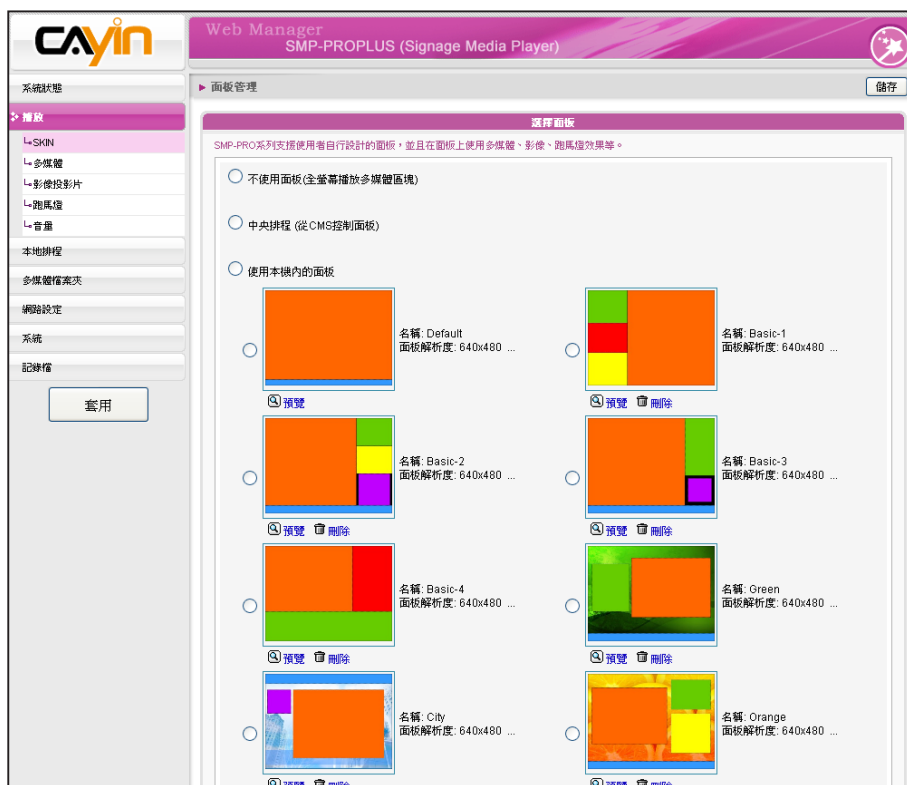 CAYIN
Web Manager
SMP-PROPLUS (Signage Media Player)
系統狀態
播放
SKIN
多媒體
影像投影片
跑馬燈
音量
本地排程
多媒體檔案夾
網路設定
系統
記錄檔
套用
面板管理
儲存
選擇面板
SMP-PRO系列支援使用者自行設計的面板，並且在面板上使用多媒體、影像、跑馬燈效果等。
不使用面板(全螢幕播放多媒體區塊)
中央排程 (從CMS控制面板)
使用本機內的面板
名稱: Default
面板解析度: 640x480 ...
預覽
名稱: Basic-1
面板解析度: 640x480 ...
預覽 刪除
名稱: Basic-2
面板解析度: 640x480 ...
預覽 刪除
名稱: Basic-3
面板解析度: 640x480 ...
預覽 刪除
名稱: Basic-4
面板解析度: 640x480 ...
預覽 刪除
名稱: Green
面板解析度: 640x480 ...
預覽 刪除
名稱: City
面板解析度: 640x480 ...
預覽 刪除
名稱: Orange
面板解析度: 640x480 ...
預覽 刪除